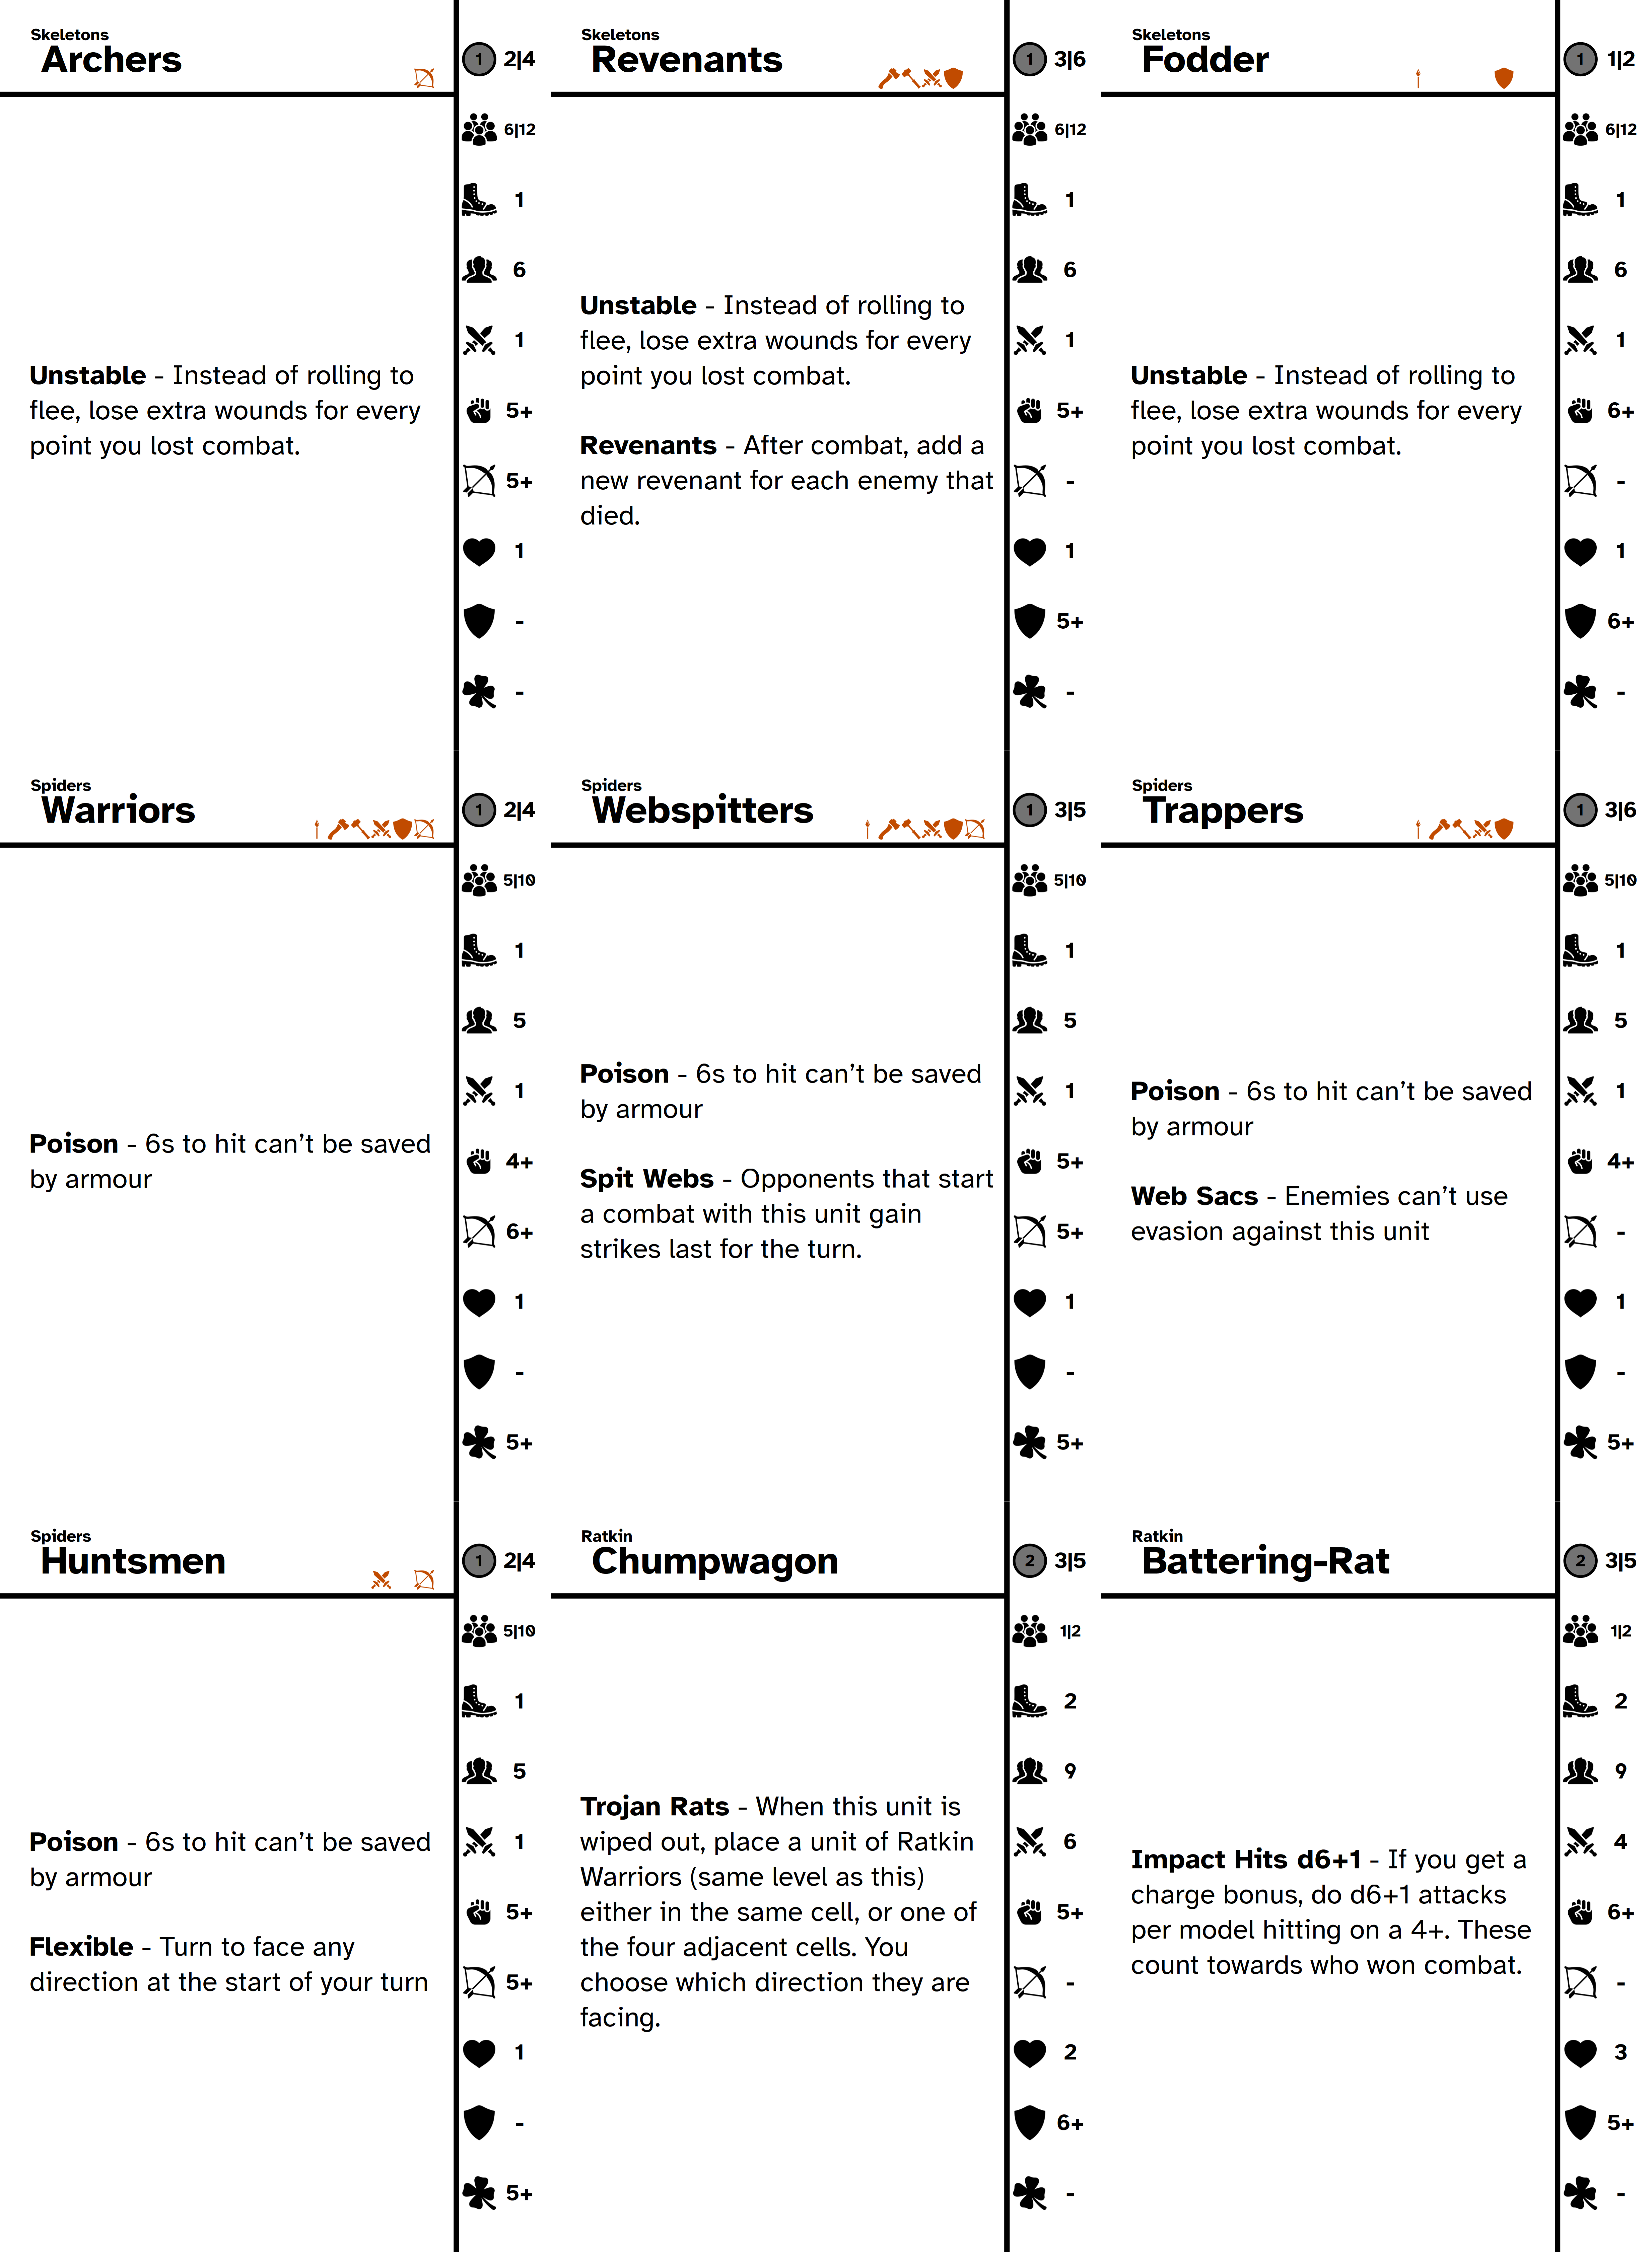 Skeletons
Archers
1 2|4
6|12
1
6
1
5+
5+
1
-
-
Unstable - Instead of rolling to
flee, lose extra wounds for every
point you lost combat.
Skeletons
Revenants
1 3|6
6|12
1
6
1
5+
-
1
5+
-
Unstable - Instead of rolling to
flee, lose extra wounds for every
point you lost combat.
Revenants - After combat, add a
new revenant for each enemy that
died.
Skeletons
Fodder
1 1|2
6|12
1
6
1
6+
-
1
6+
-
Unstable - Instead of rolling to
flee, lose extra wounds for every
point you lost combat.
Spiders
Warriors
1 2|4
5|10
1
5
1
4+
6+
1
-
5+
Poison - 6s to hit can’t be saved
by armour
Spiders
Webspitters
1 3|5
5|10
1
5
1
5+
5+
1
-
5+
Poison - 6s to hit can’t be saved
by armour
Spit Webs - Opponents that start
a combat with this unit gain
strikes last for the turn.
Spiders
Trappers
1 3|6
5|10
1
5
1
4+
-
1
-
5+
Poison - 6s to hit can’t be saved
by armour
Web Sacs - Enemies can’t use
evasion against this unit
Spiders
Huntsmen
1 2|4
5|10
1
5
1
5+
5+
1
-
5+
Poison - 6s to hit can’t be saved
by armour
Flexible - Turn to face any
direction at the start of your turn
Ratkin
Chumpwagon
2 3|5
1|2
2
9
6
5+
-
2
6+
-
Trojan Rats - When this unit is
wiped out, place a unit of Ratkin
Warriors (same level as this)
either in the same cell, or one of
the four adjacent cells. You
choose which direction they are
facing.
Ratkin
Battering-Rat
2 3|5
1|2
2
9
4
6+
-
3
5+
-
Impact Hits d6+1 - If you get a
charge bonus, do d6+1 attacks
per model hitting on a 4+. These
count towards who won combat.